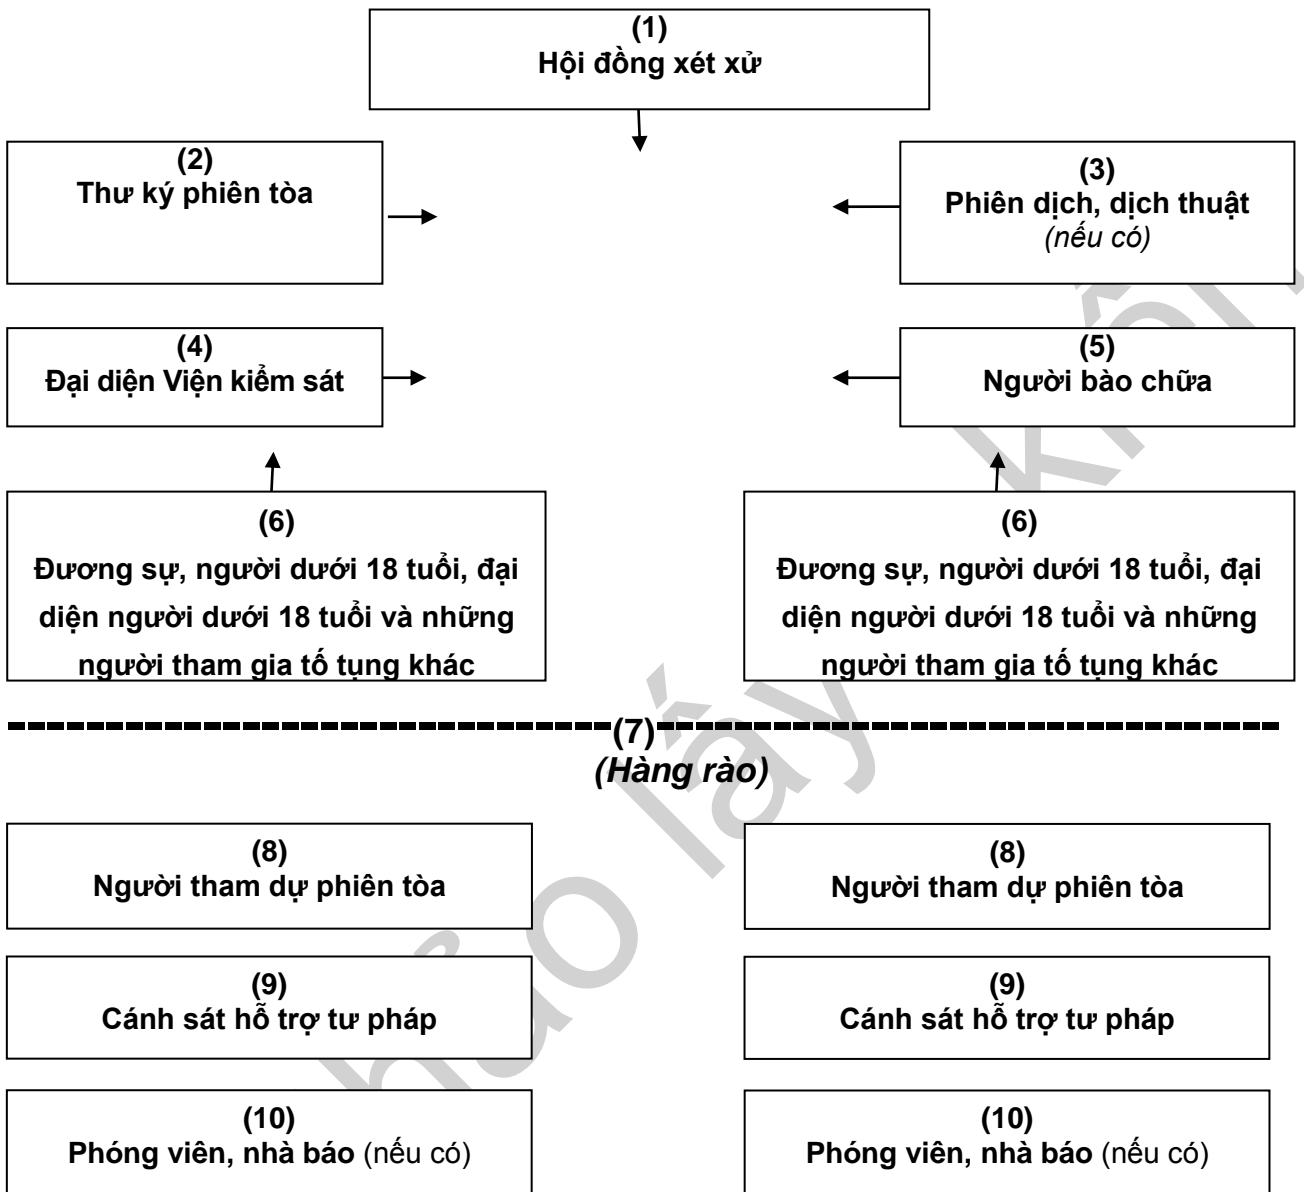 (1)
Hội đồng xét xử
(2)
Thư ký phiên tòa
(3)
Phiên dịch, dịch thuật
(nếu có)
(4)
Đại diện Viện kiểm sát
(5)
Người bào chữa
(6)
Đương sự, người dưới 18 tuổi, đại
diện người dưới 18 tuổi và những
người tham gia tố tụng khác
(6)
Đương sự, người dưới 18 tuổi, đại
diện người dưới 18 tuổi và những
người tham gia tố tụng khác
(7)
(Hàng rào)
(8)
Người tham dự phiên tòa
(8)
Người tham dự phiên tòa
(9)
Cánh sát hỗ trợ tư pháp
(9)
Cánh sát hỗ trợ tư pháp
(10)
Phóng viên, nhà báo (nếu có)
(10)
Phóng viên, nhà báo (nếu có)
lấy